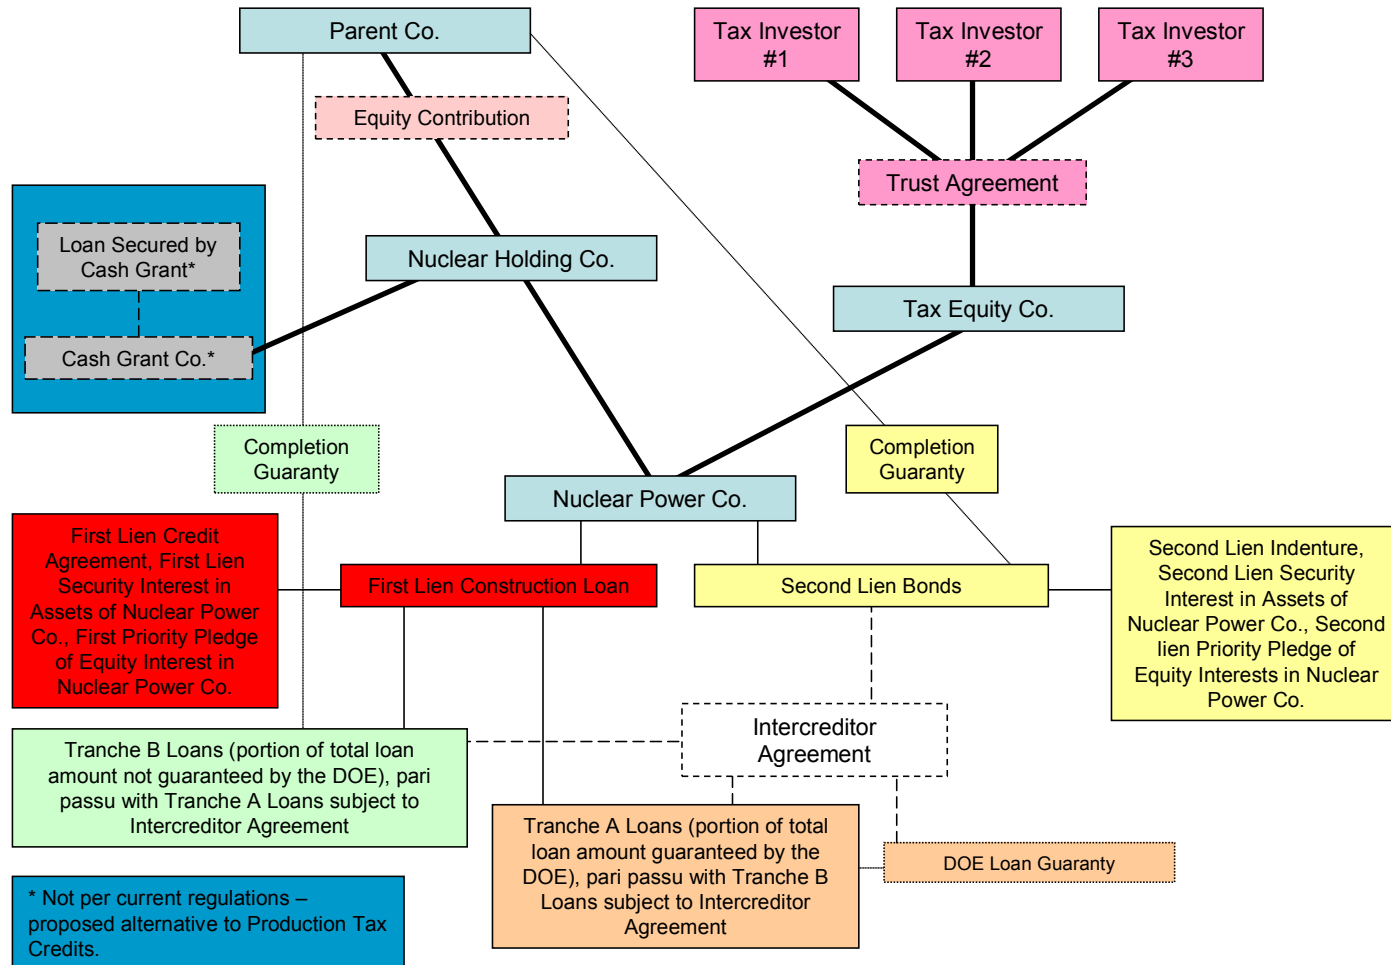 Parent Co.
Tax Investor
#1
Tax Investor
#2
Tax Investor
#3
Equity Contribution
Trust Agreement
Loan Secured by
Cash Grant*
Nuclear Holding Co.
Tax Equity Co.
Cash Grant Co.*
Completion
Guaranty
Completion
Guaranty
Nuclear Power Co.
First Lien Credit
Agreement, First Lien
Security Interest in
Assets of Nuclear Power
Co., First Priority Pledge
of Equity Interest in
Nuclear Power Co.
First Lien Construction Loan
Second Lien Bonds
Second Lien Indenture,
Second Lien Security
Interest in Assets of
Nuclear Power Co., Second
lien Priority Pledge of
Equity Interests in Nuclear
Power Co.
Intercreditor
Agreement
Tranche B Loans (portion of total loan
amount not guaranteed by the DOE), pari
passu with Tranche A Loans subject to
Intercreditor Agreement
Tranche A Loans (portion of total
loan amount guaranteed by the
DOE), pari passu with Tranche B
Loans subject to Intercreditor
Agreement
DOE Loan Guaranty
* Not per current regulations –
proposed alternative to Production Tax
Credits.